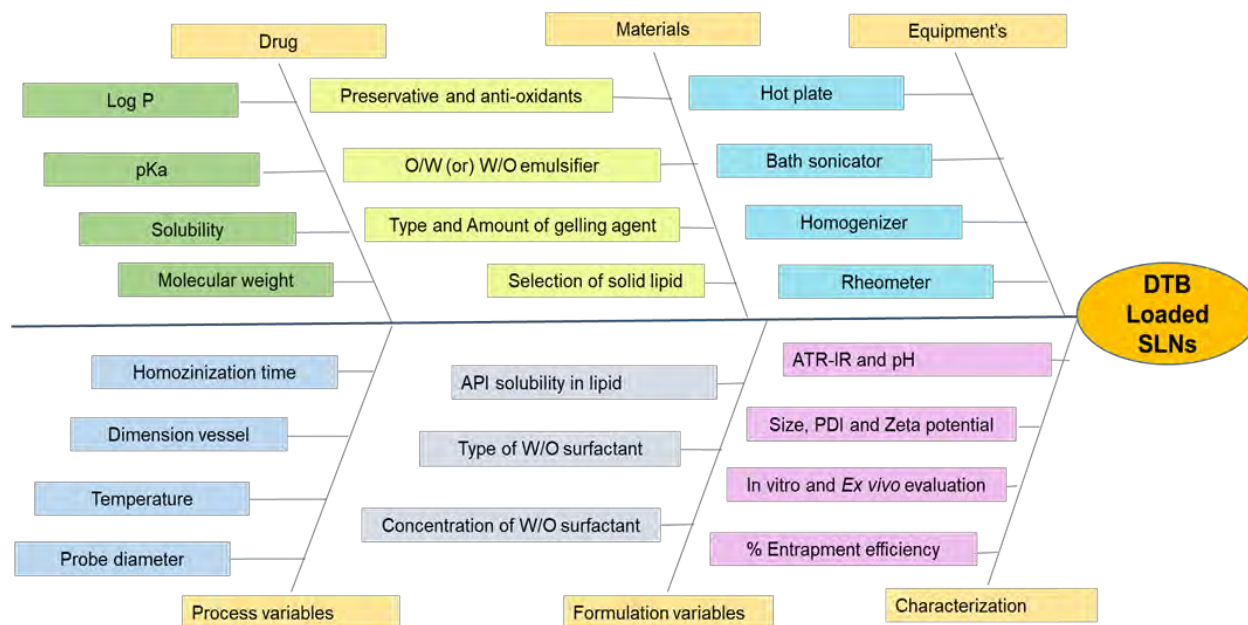 Drug
Materials
Equipment's
Log P
Preservative and anti-oxidants
Hot plate
pKa
O/W (or) W/O emulsifier
Bath sonicator
Solubility
Type and Amount of gelling agent
Homogenizer
Molecular weight
Selection of solid lipid
Rheometer
DTB
Loaded
SLNs
Homozinization time
API solubility in lipid
ATR-IR and pH
Dimension vessel
Type of W/O surfactant
Size, PDI and Zeta potential
Temperature
Concentration of W/O surfactant
In vitro and Ex vivo evaluation
Probe diameter
% Entrapment efficiency
Process variables
Formulation variables
Characterization